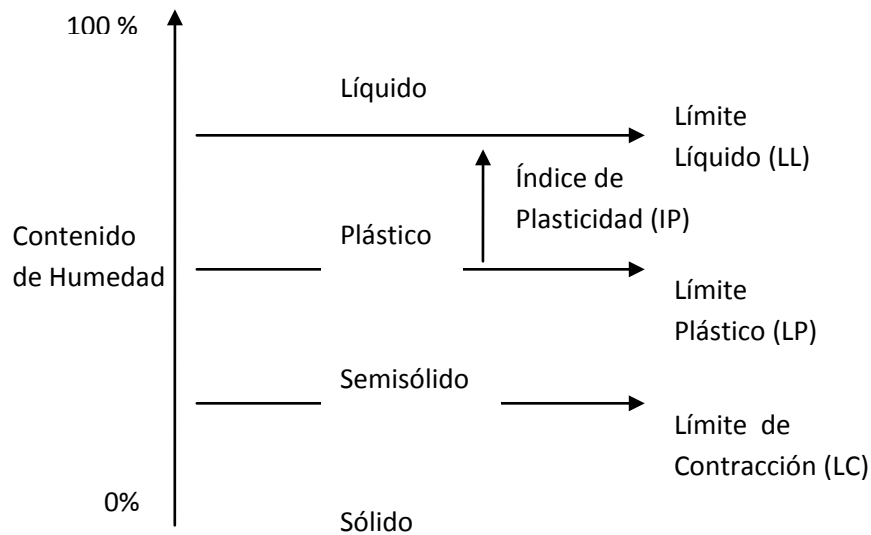 100 %
Líquido
Límite
Líquido (LL)
Índice de
Plasticidad (IP)
Contenido
de Humedad
Plástico
Límite
Plástico (LP)
Semisólido
Límite de
Contracción (LC)
0%
Sólido